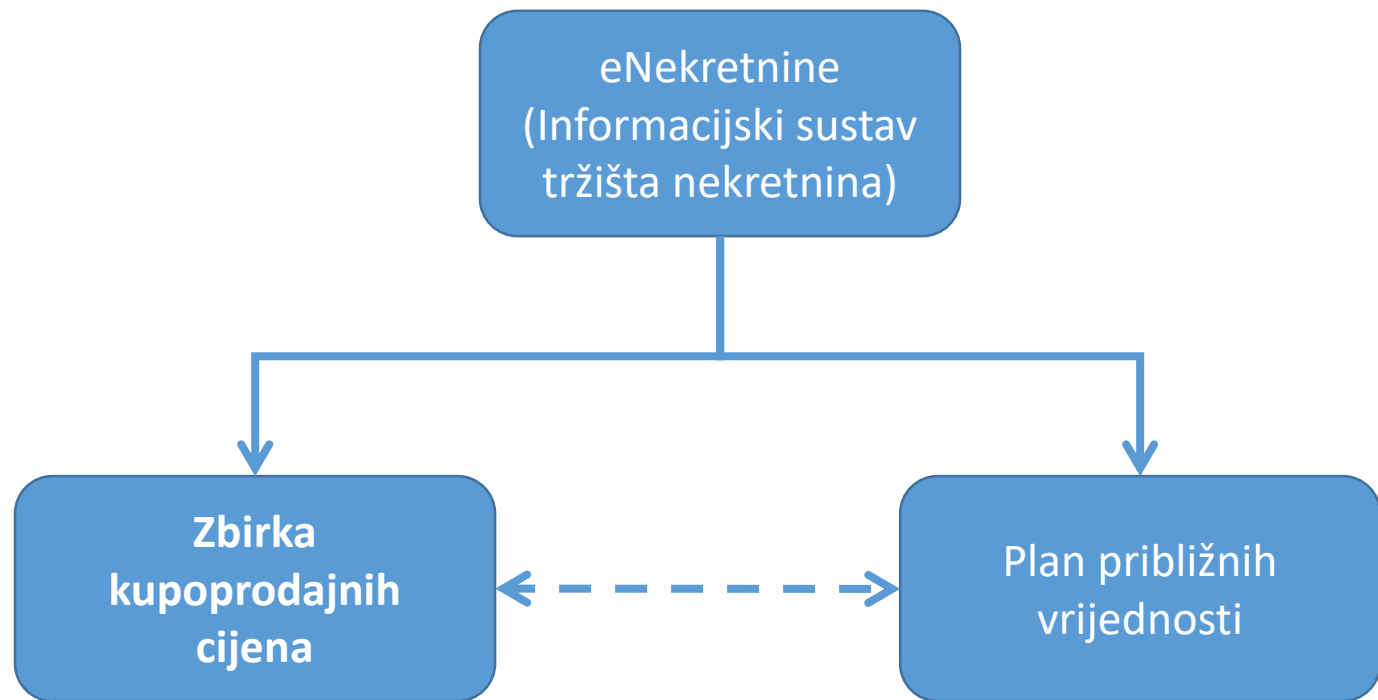 eNekretnine
(Informacijski sustav
tržišta nekretnina)
Zbirka
kupoprodajnih
cijena
Plan približnih
vrijednosti